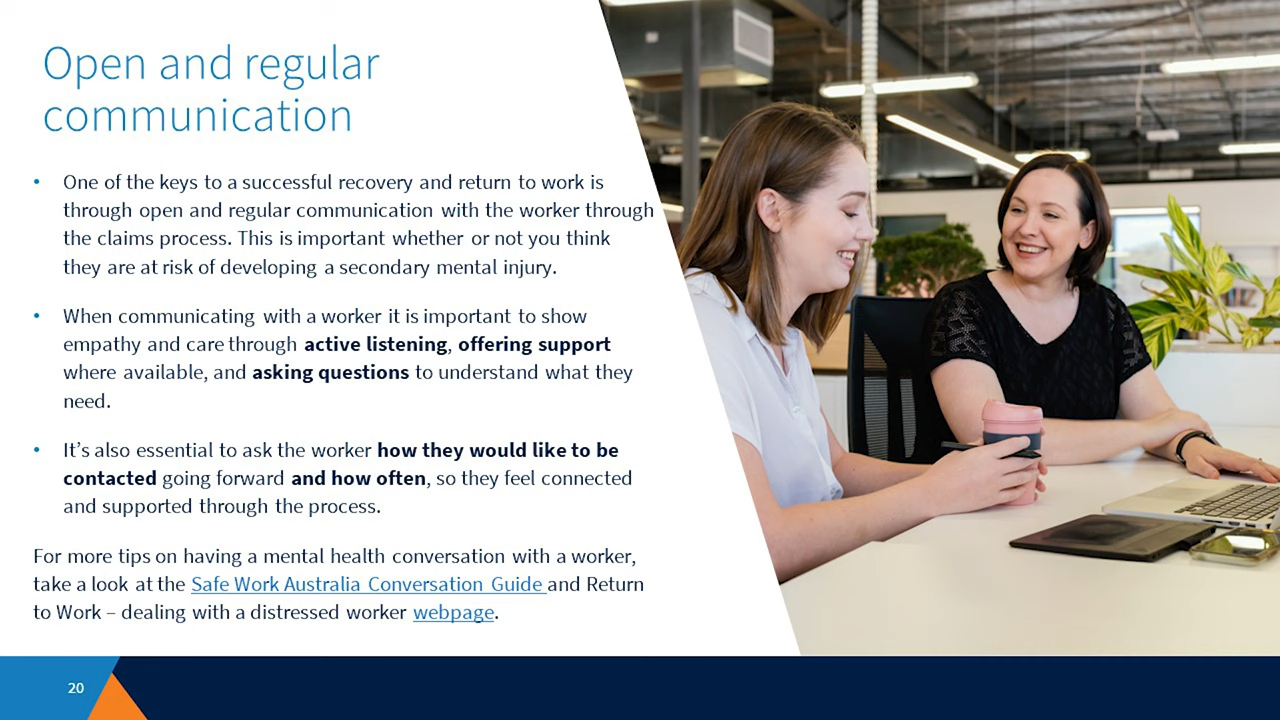 Open and regular
communication
• One of the keys to a successful recovery and return to work is
through open and regular communication with the worker through
the claims process. This is important whether or not you think
they are at risk of developing a secondary mental injury.
• When communicating with a worker it is important to show
empathy and care through active listening, offering support
where available, and asking questions to understand what they
need.
• It’s also essential to ask the worker how they would like to be
contacted going forward and how often, so they feel connected
and supported through the process.
For more tips on having a mental health conversation with a worker,
take a look at the Safe Work Australia Conversation Guide and Return
to Work – dealing with a distressed worker webpage.
20